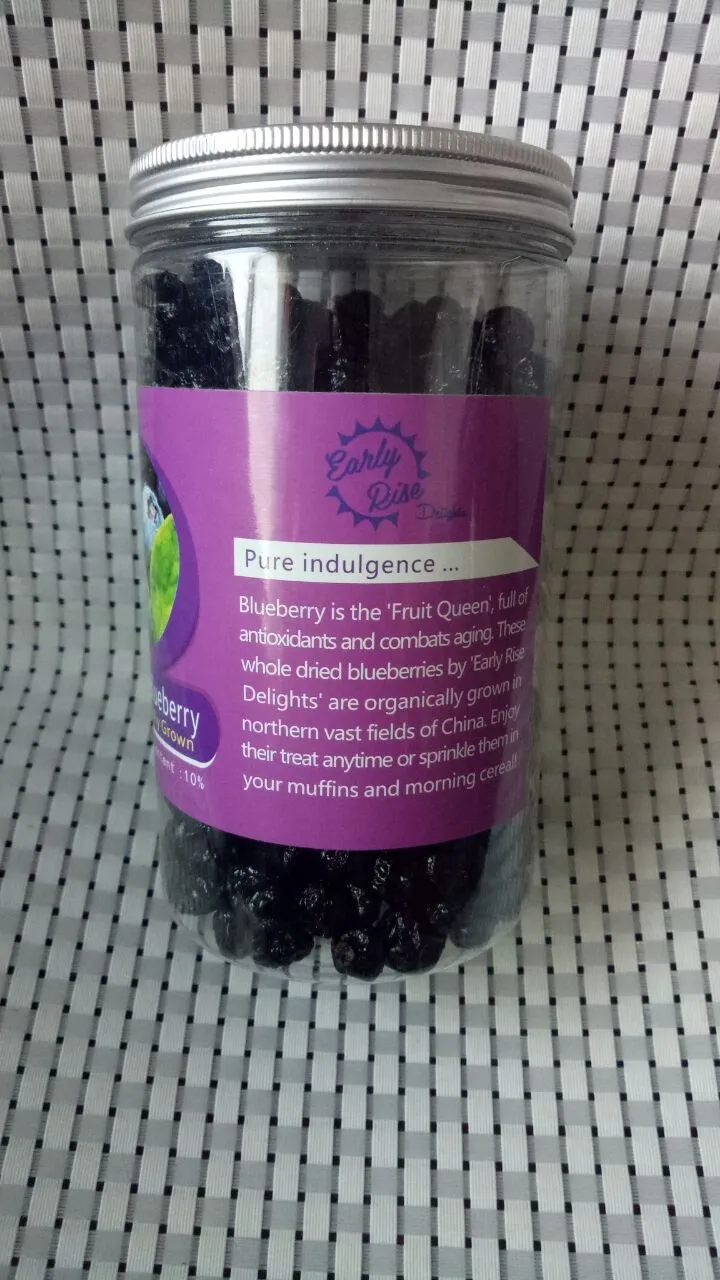 Early
Rise
Delights
Pure indulgence ...
Blueberry is the 'Fruit Queen', full of
antioxidants and combats aging. These
whole dried blueberries by 'Early Rise
Delights' are organically grown in
northern vast fields of China. Enjoy
their treat anytime or sprinkle them in
your muffins and morning cereal!
ueberry
y Grown
:10%